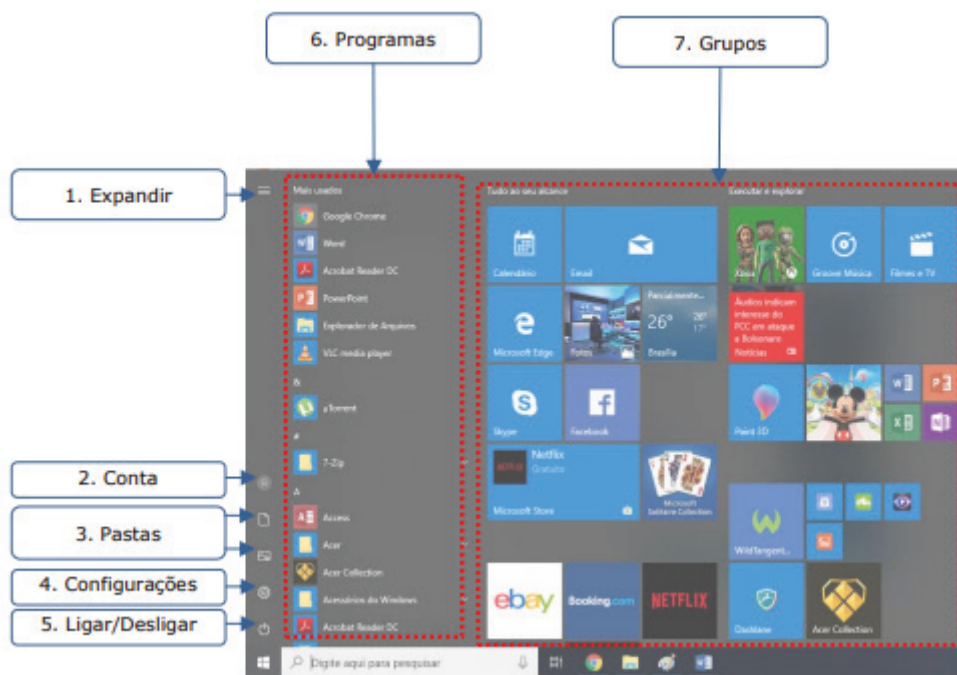 6. Programas
7. Grupos
1. Expandir
2. Conta
3. Pastas
4. Configurações
5. Ligar/Desligar
Mais usados
Google Chrome
Word
Acrobat Reader DC
PowerPoint
Explorador de Arquivos
VLC media player
&
µTorrent
#
7-Zip
A
Access
Acer
Acer Collection
Acessórios do Windows
Acrobat Reader DC
Tudo ao seu alcance
Calendário
Email
Microsoft Edge
Fotos
Parcialmente...
26°
28°
17°
Brasília
Skype
Facebook
Netflix
Gratuito
Microsoft Store
Microsoft
Solitaire Collection
ebay
Booking.com
NETFLIX
Executar e explorar
Xbox
Groove Música
Filmes e TV
Áudios indicam
interesse do
PCC em ataque
a Bolsonaro
Notícias
Paint 3D
WildTangent...
Dashlane
Acer Collection
Digite aqui para pesquisar